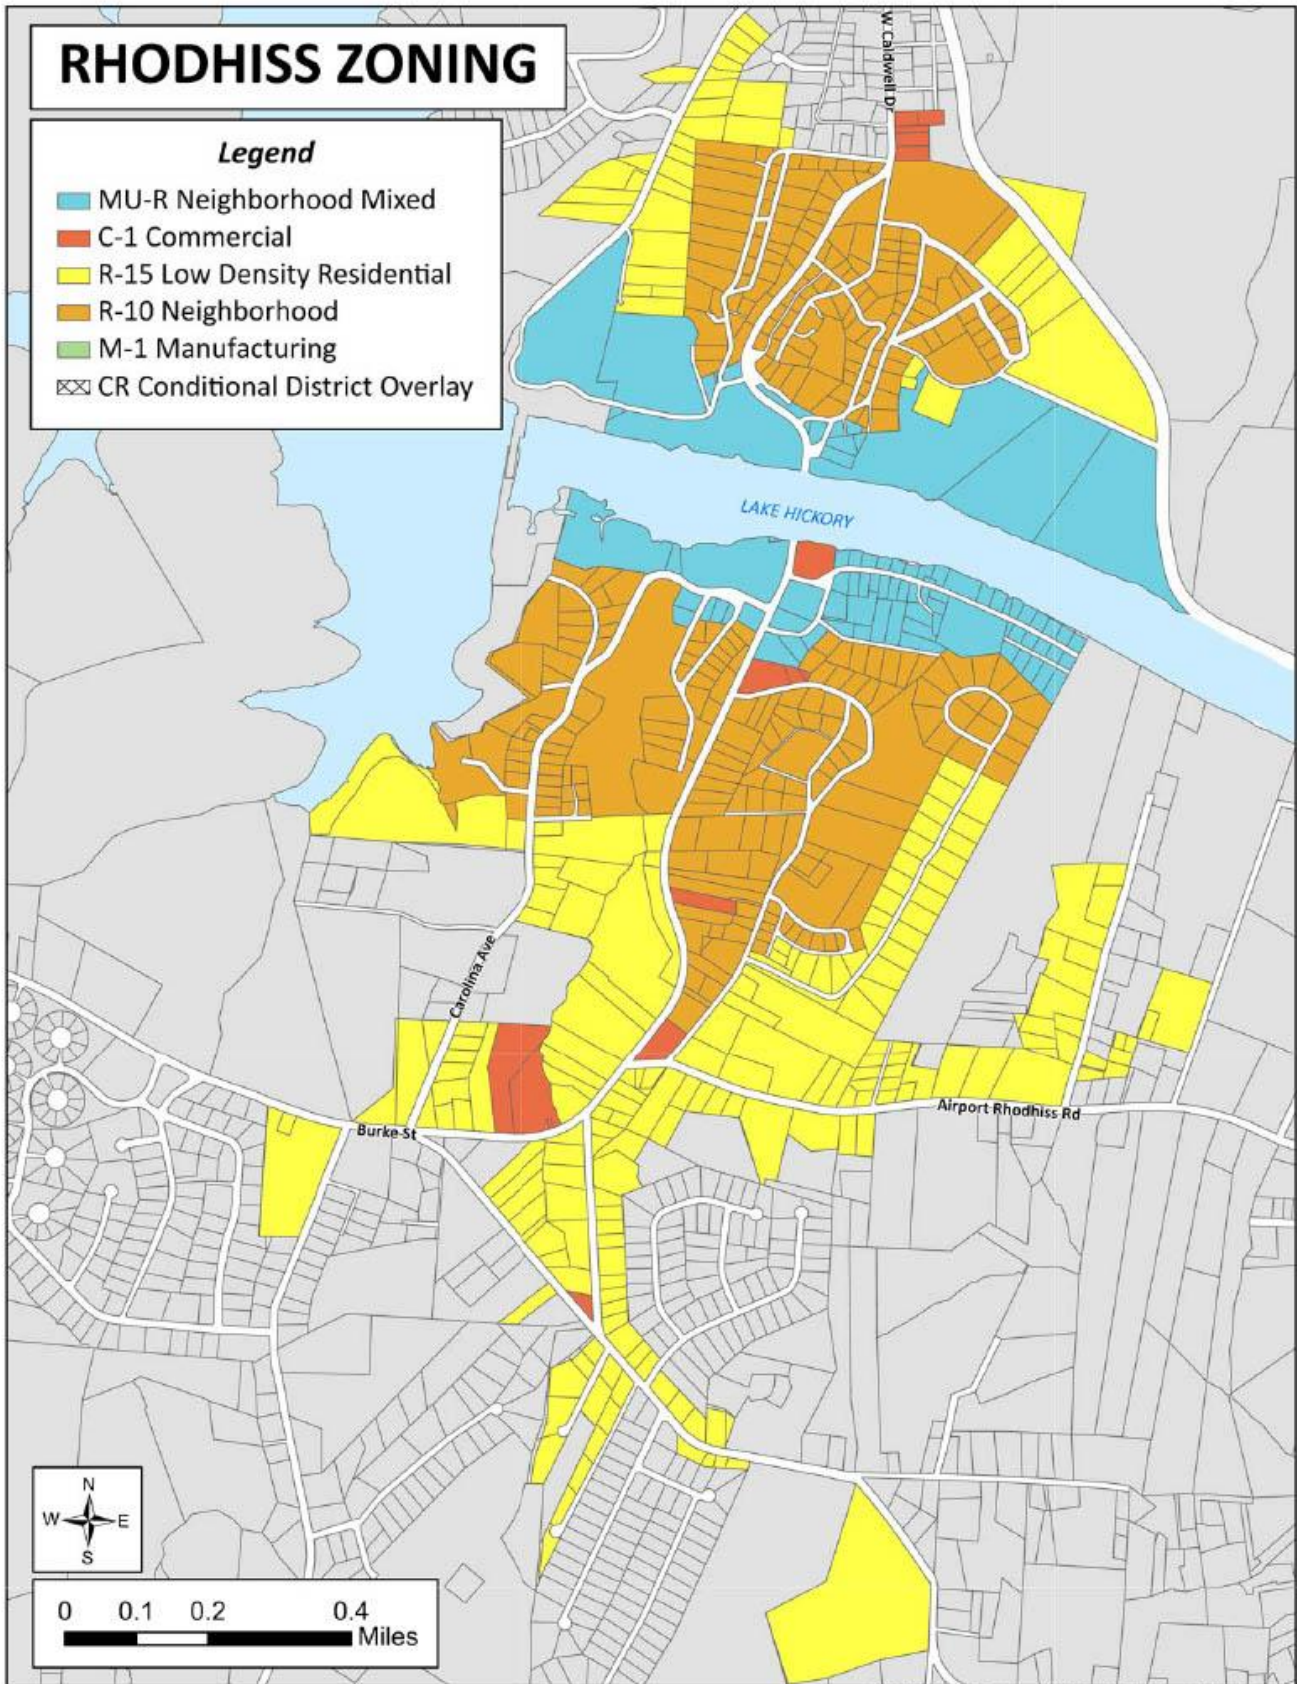 RHODHISS ZONING
W Caldwell Dr
Legend
MU-R Neighborhood Mixed
C-1 Commercial
R-15 Low Density Residential
R-10 Neighborhood
M-1 Manufacturing
CR Conditional District Overlay
LAKE HICKORY
Carolina Ave
Airport Rhodhiss Rd
Burke St
N
W E
S
0 0.1 0.2 0.4
Miles